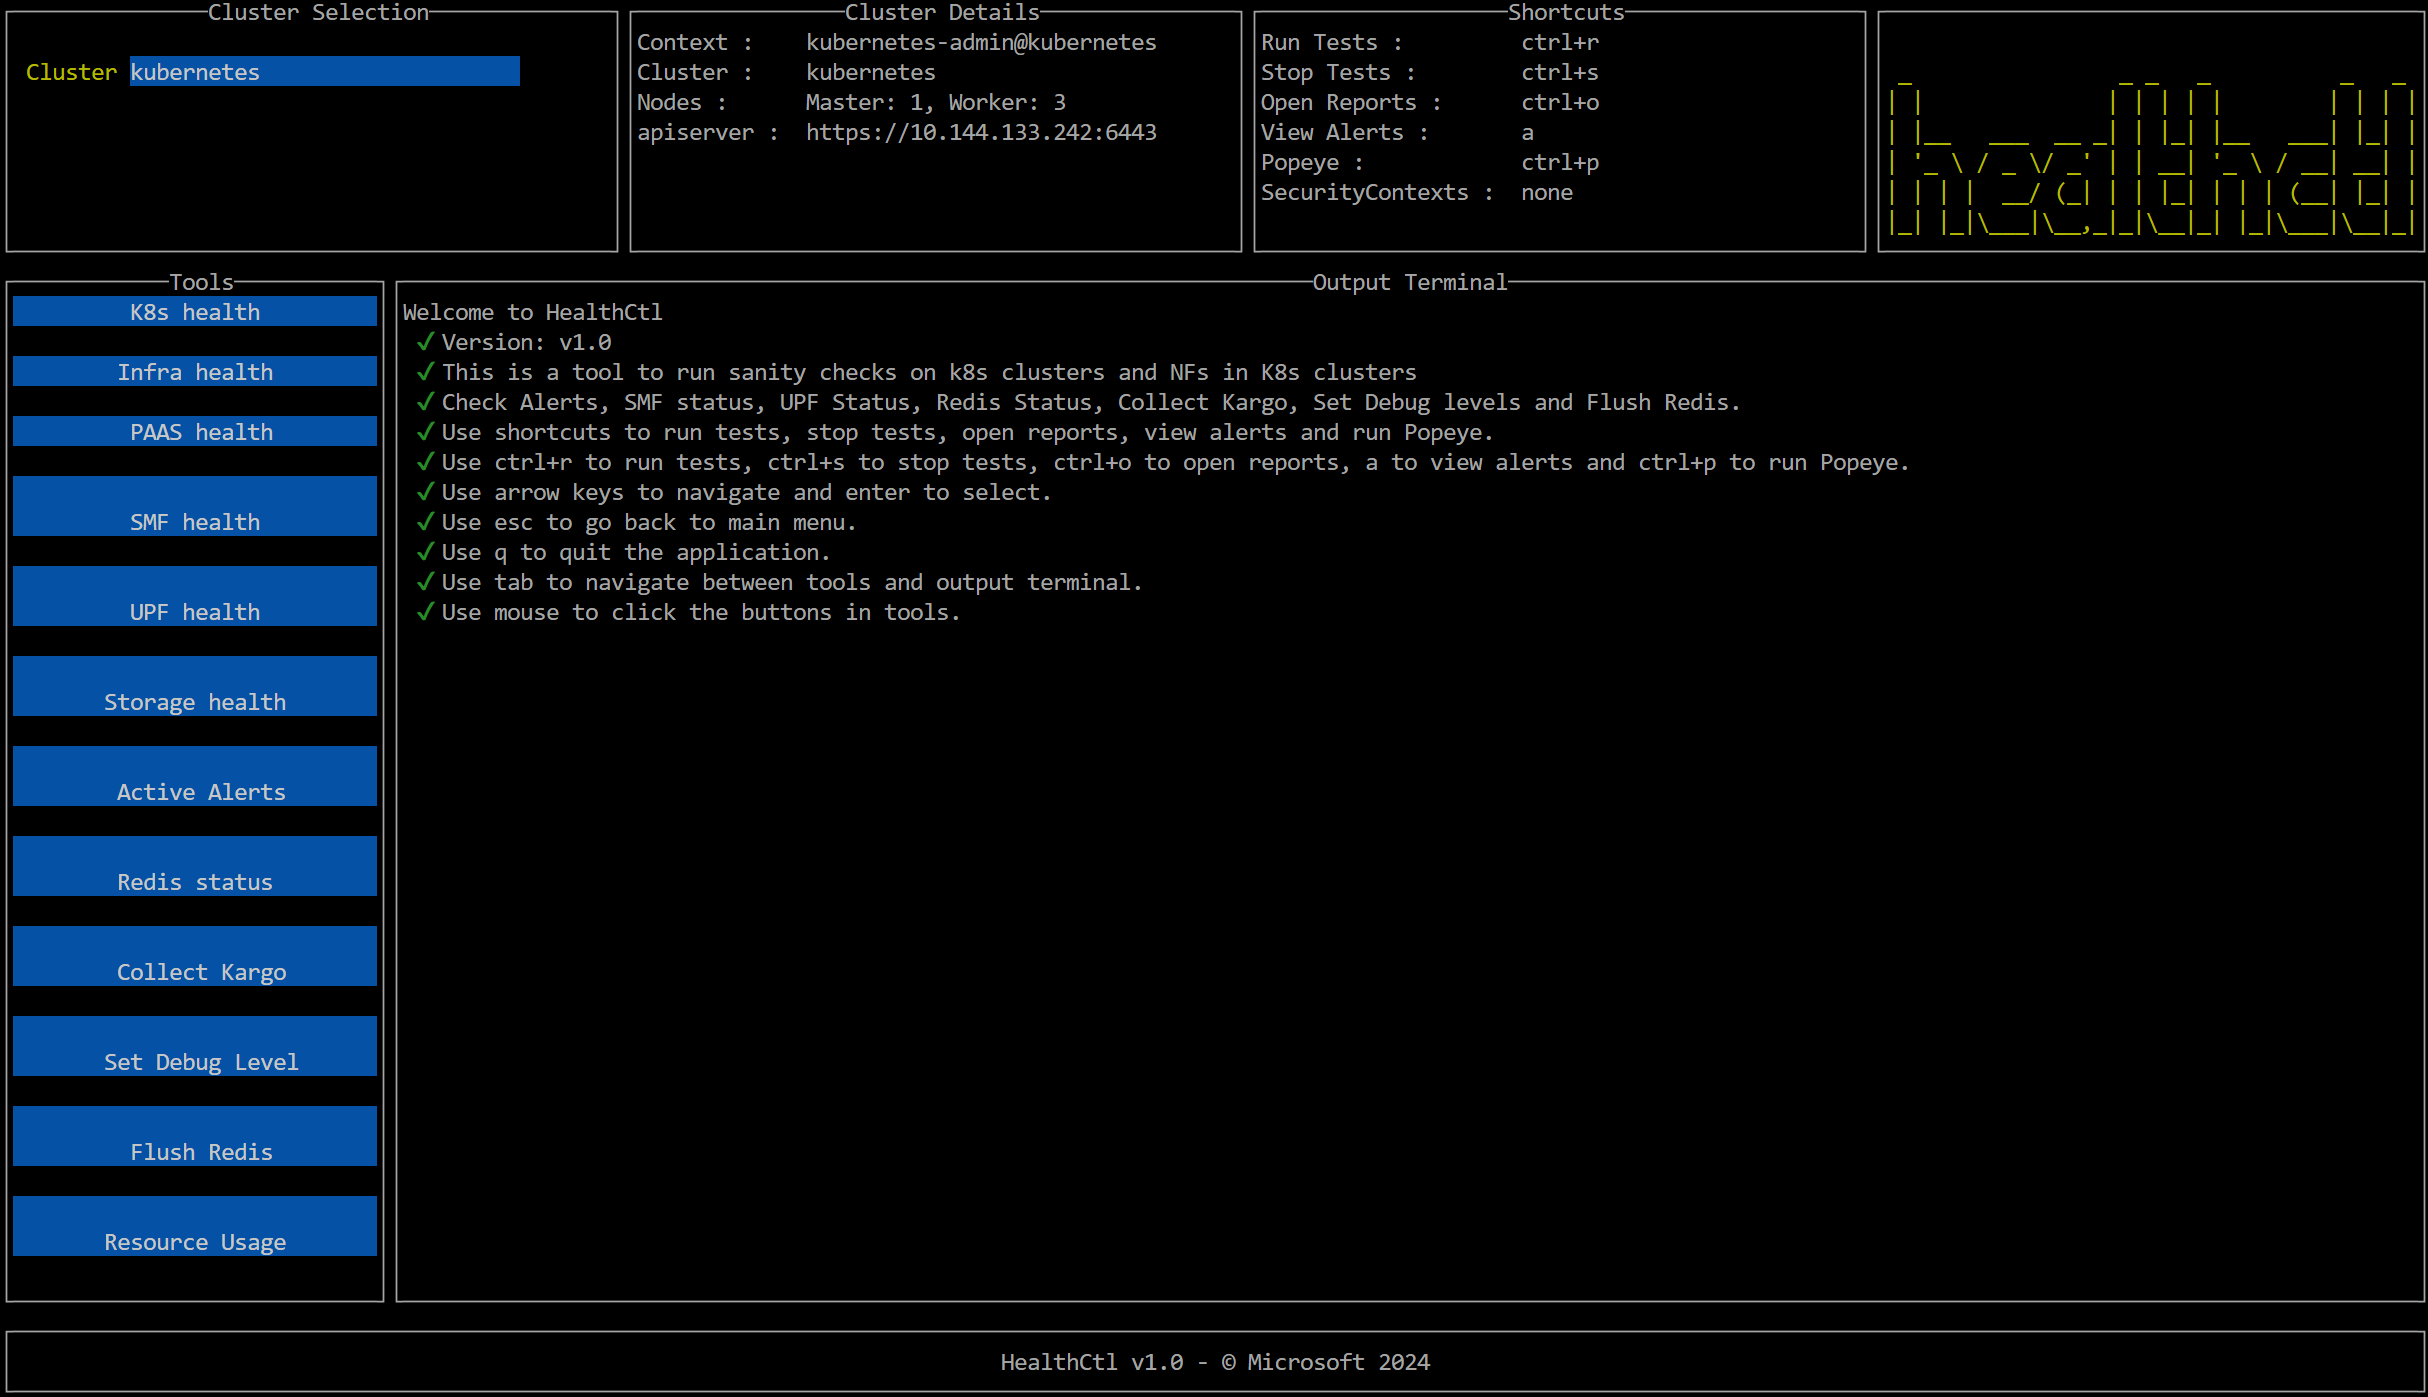 Cluster Selection
Cluster kubernetes
Cluster Details
Context : kubernetes-admin@kubernetes
Cluster : kubernetes
Nodes : Master: 1, Worker: 3
apiserver : https://10.144.133.242:6443
Shortcuts
Run Tests : ctrl+r
Stop Tests : ctrl+s
Open Reports : ctrl+o
View Alerts : a
Popeye : ctrl+p
SecurityContexts : none
healthctl
Tools
K8s health
Infra health
PAAS health
SMF health
UPF health
Storage health
Active Alerts
Redis status
Collect Kargo
Set Debug Level
Flush Redis
Resource Usage
Output Terminal
Welcome to HealthCtl
✓ Version: v1.0
✓ This is a tool to run sanity checks on k8s clusters and NFs in K8s clusters
✓ Check Alerts, SMF status, UPF Status, Redis Status, Collect Kargo, Set Debug levels and Flush Redis.
✓ Use shortcuts to run tests, stop tests, open reports, view alerts and run Popeye.
✓ Use ctrl+r to run tests, ctrl+s to stop tests, ctrl+o to open reports, a to view alerts and ctrl+p to run Popeye.
✓ Use arrow keys to navigate and enter to select.
✓ Use esc to go back to main menu.
✓ Use q to quit the application.
✓ Use tab to navigate between tools and output terminal.
✓ Use mouse to click the buttons in tools.
HealthCtl v1.0 - © Microsoft 2024